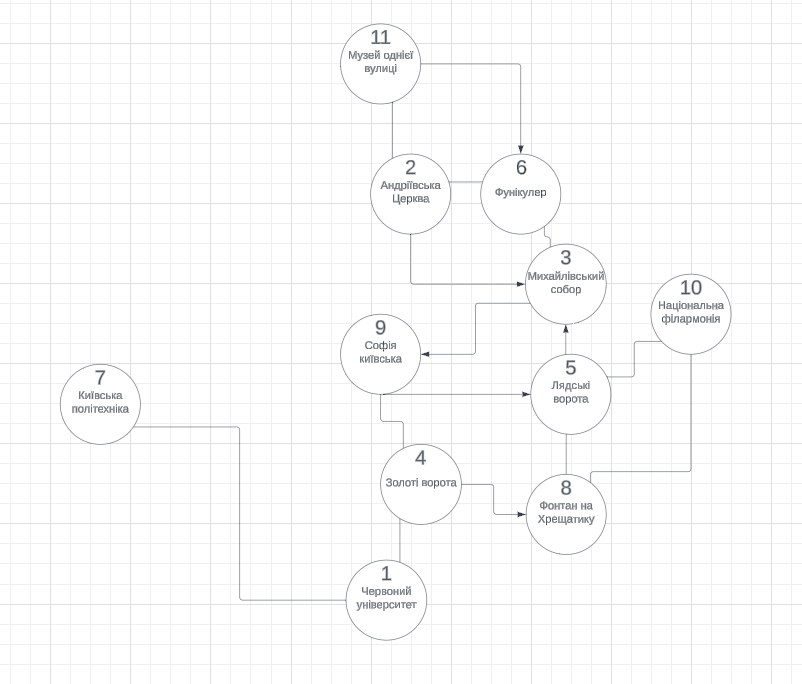 11
Музей однієї
вулиці
2
Андріївська
Церква
6
Фунікулер
3
Михайлівський
собор
10
Національна
філармонія
9
Софія
київська
5
Лядські
ворота
7
Київська
політехніка
4
Золоті ворота
8
Фонтан на
Хрещатику
1
Червоний
університет